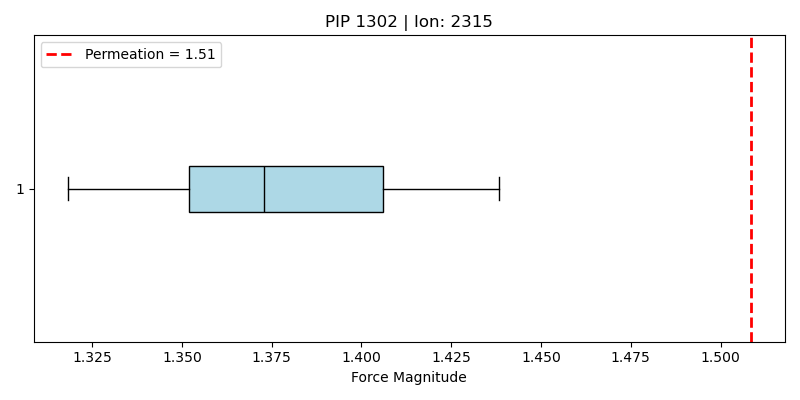 PIP 1302 | Ion: 2315
Permeation = 1.51
1
1.325 1.350 1.375 1.400 1.425 1.450 1.475 1.500
Force Magnitude